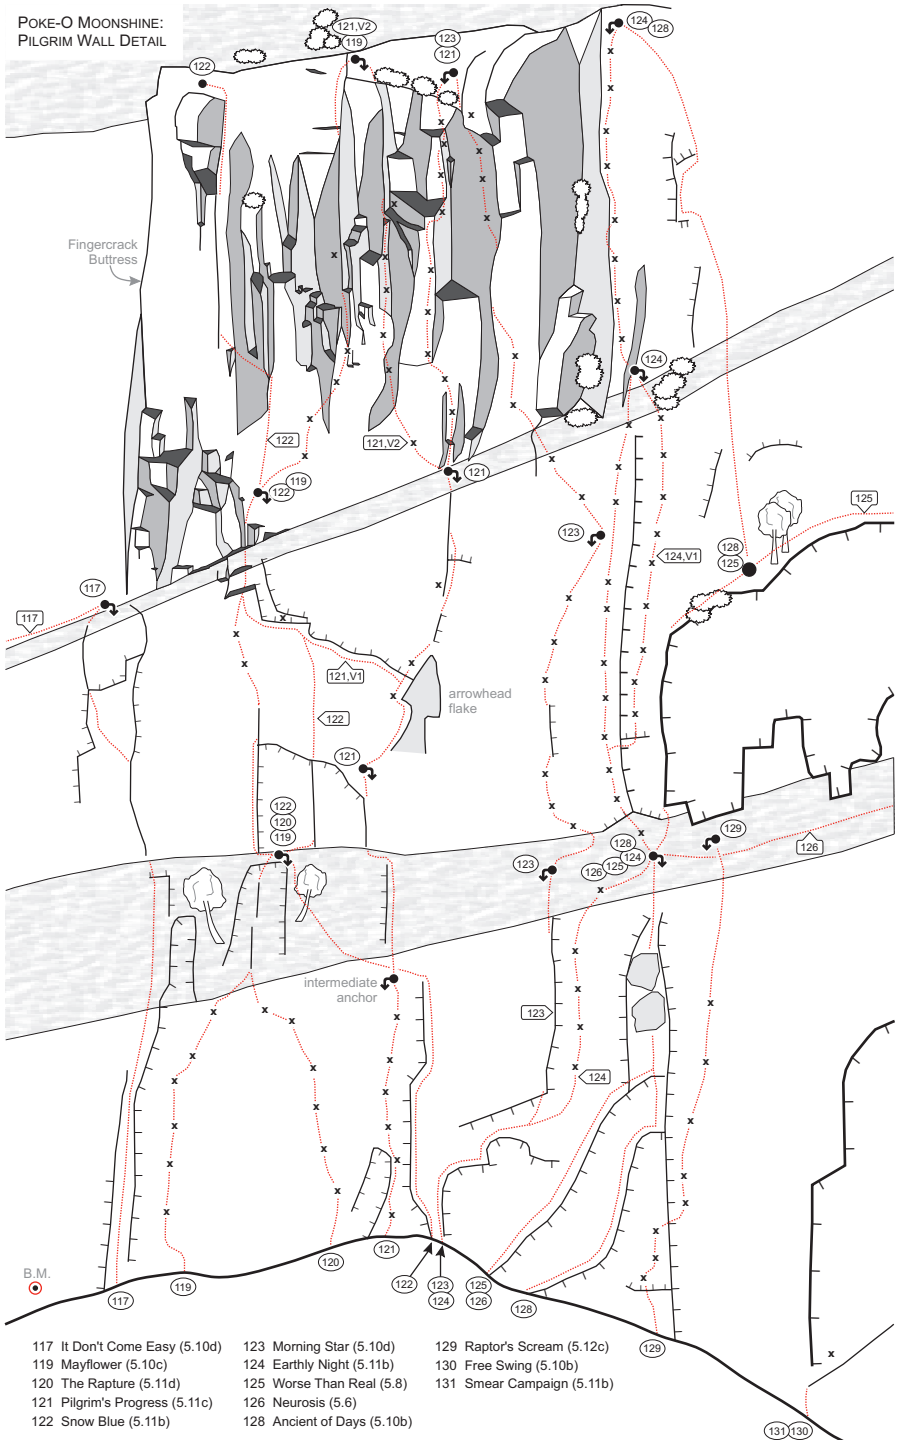 POKE-O MOONSHINE:
PILGRIM WALL DETAIL
121,V2
119
123
121
124
128
122
Fingercrack
Buttress
124
122
121,V2
121
119
122
125
123
128
125
124,V1
117
117
121,V1
arrowhead
flake
122
121
122
120
119
129
128
124
125
126
126
123
intermediate
anchor
123
124
B.M.
117
119
120
121
122
123
124
125
126
128
129
131
130
117 It Don't Come Easy (5.10d)
119 Mayflower (5.10c)
120 The Rapture (5.11d)
121 Pilgrim's Progress (5.11c)
122 Snow Blue (5.11b)
123 Morning Star (5.10d)
124 Earthly Night (5.11b)
125 Worse Than Real (5.8)
126 Neurosis (5.6)
128 Ancient of Days (5.10b)
129 Raptor's Scream (5.12c)
130 Free Swing (5.10b)
131 Smear Campaign (5.11b)